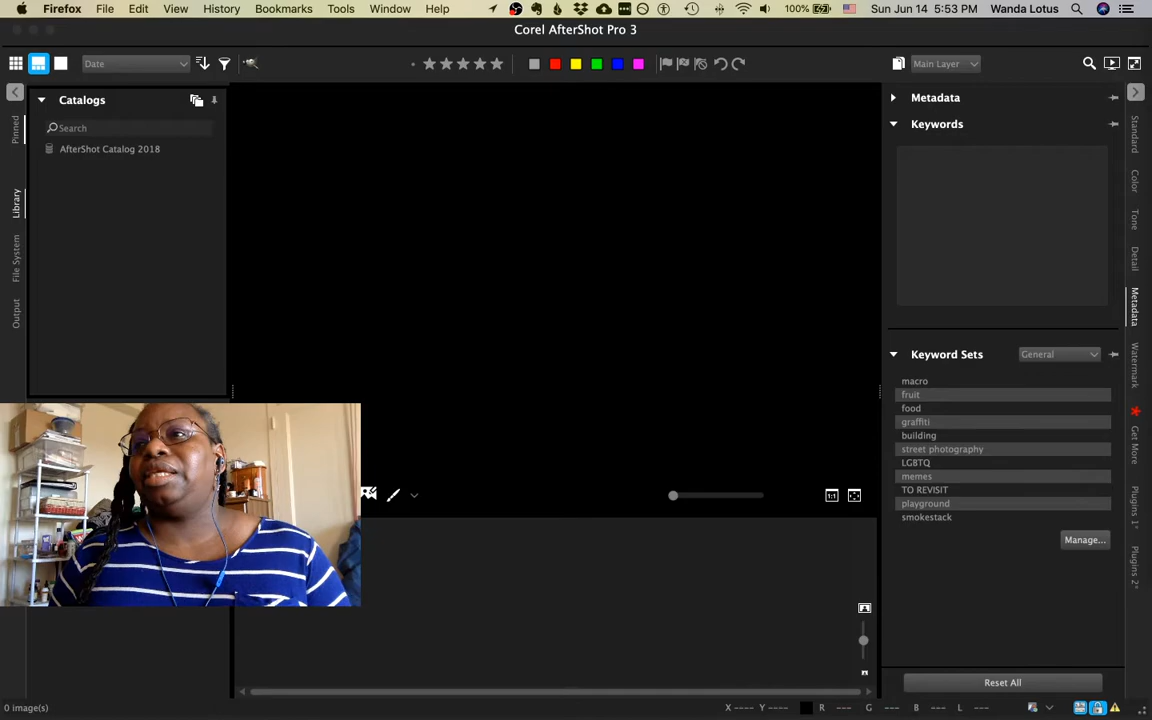 Firefox File Edit View History Bookmarks Tools Window Help 100% Sun Jun 14 5:53 PM Wanda Lotus
Corel AfterShot Pro 3
Date Main Layer
Catalogs
Search
AfterShot Catalog 2018
Pinned
Library
File System
Output
Metadata
Keywords
Keyword Sets General
macro
fruit
food
graffiti
building
street photography
LGBTQ
memes
TO REVISIT
playground
smokestack
Manage...
Reset All
Standard
Color
Tone
Detail
Metadata
Watermark
Get More
Plugins 1*
Plugins 2*
1:1
0 image(s) X ---- Y ---- R --- G --- B --- L ---